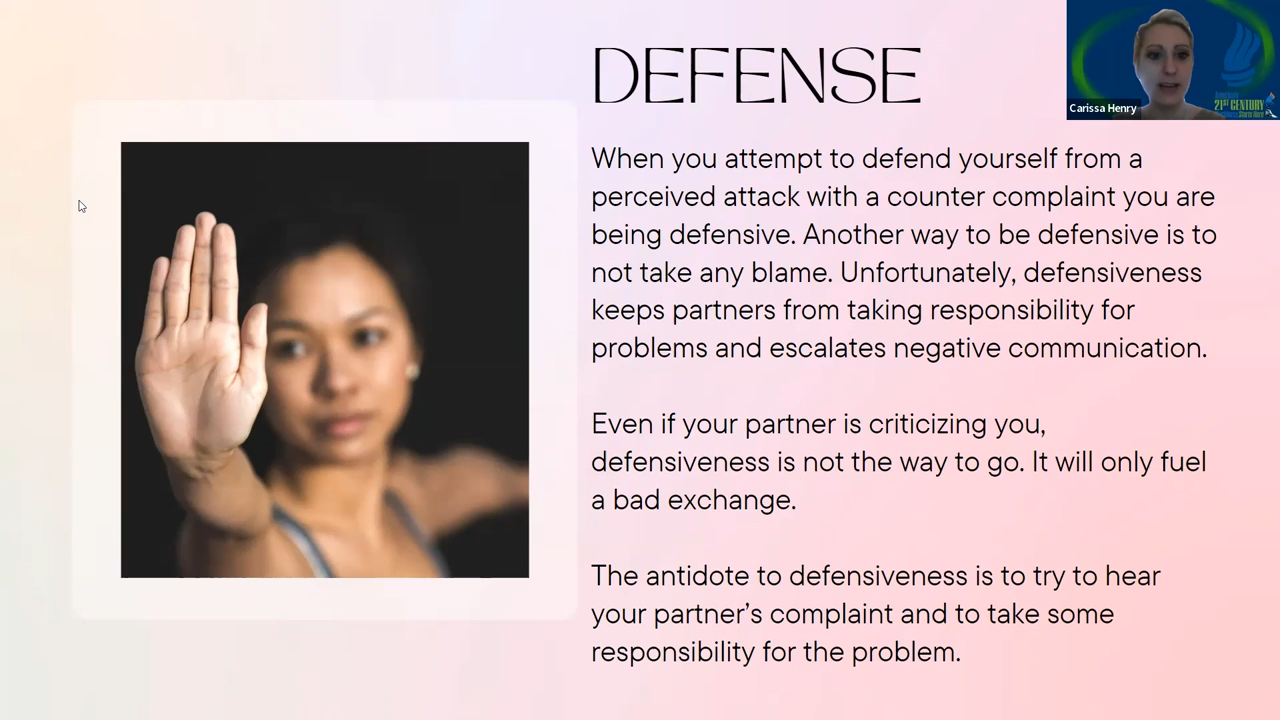 DEFENSE
Carissa Henry
21ST CENTURY
When you attempt to defend yourself from a
perceived attack with a counter complaint you are
being defensive. Another way to be defensive is to
not take any blame. Unfortunately, defensiveness
keeps partners from taking responsibility for
problems and escalates negative communication.
Even if your partner is criticizing you,
defensiveness is not the way to go. It will only fuel
a bad exchange.
The antidote to defensiveness is to try to hear
your partner’s complaint and to take some
responsibility for the problem.